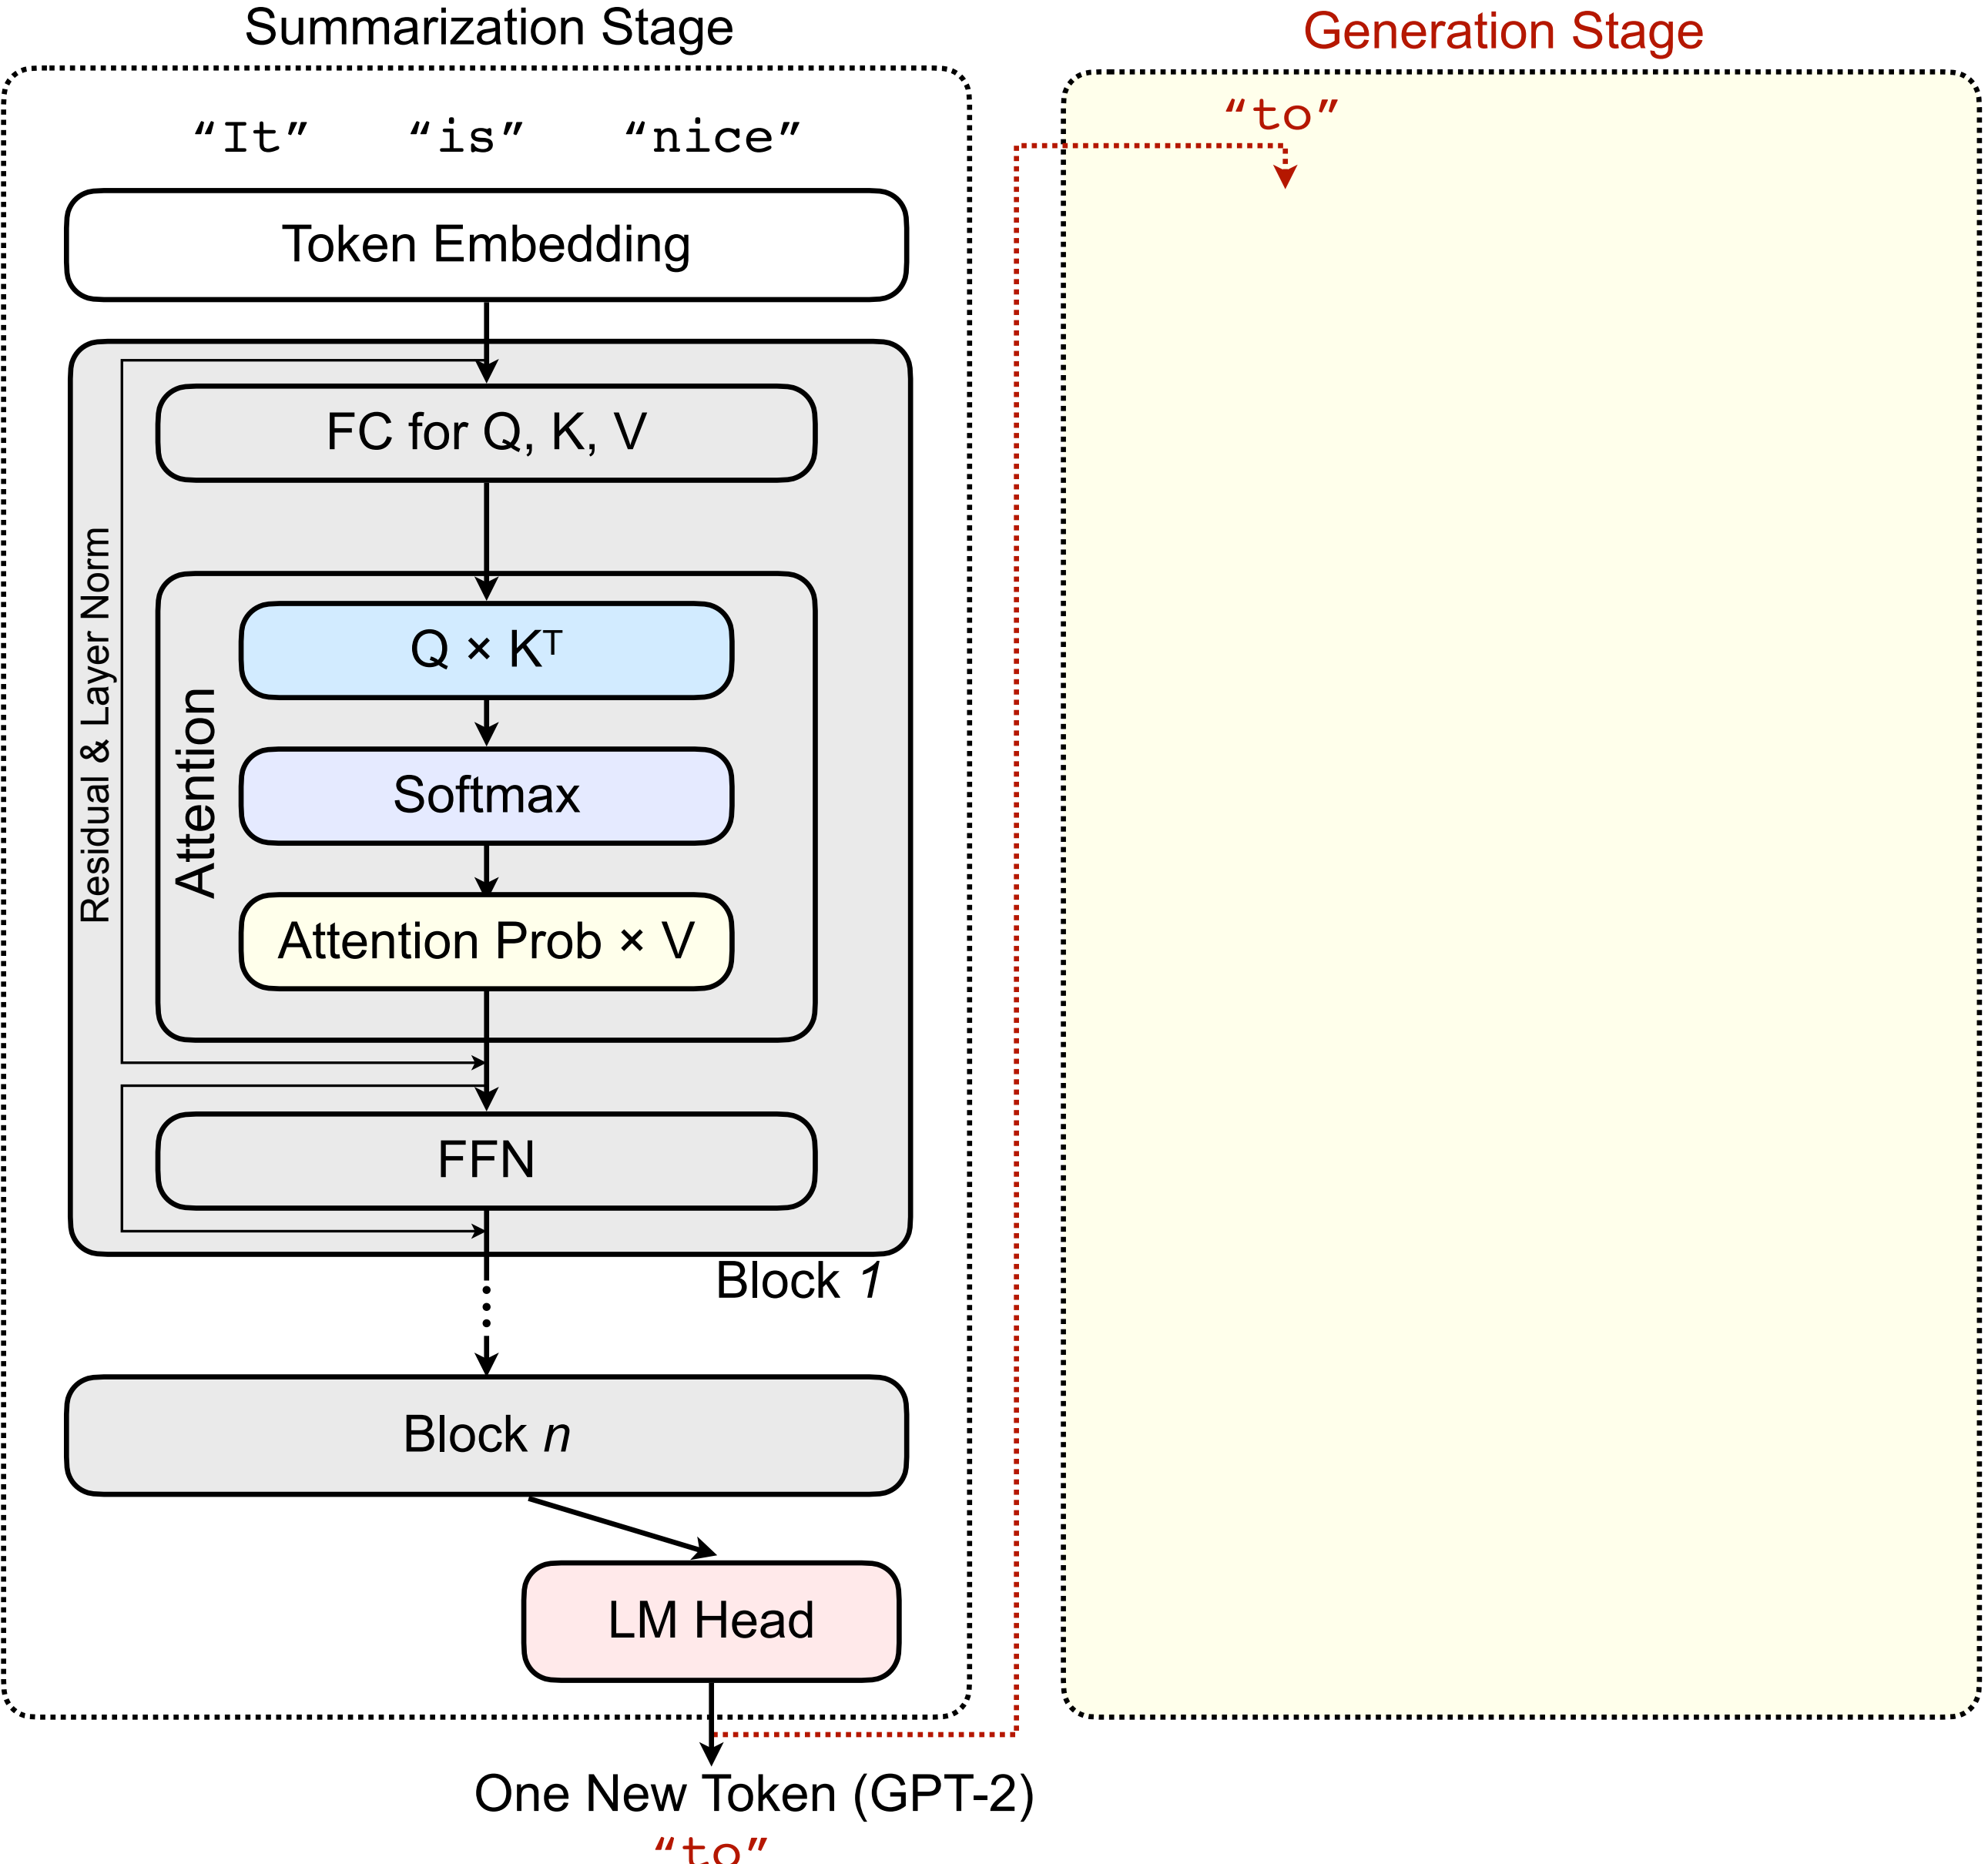 Summarization Stage
Generation Stage
“It” “is” “nice”
“to”
Token Embedding
FC for Q, K, V
Residual & Layer Norm
Attention
Q × Kᵀ
Softmax
Attention Prob × V
FFN
Block 1
Block n
LM Head
One New Token (GPT-2)
“to”